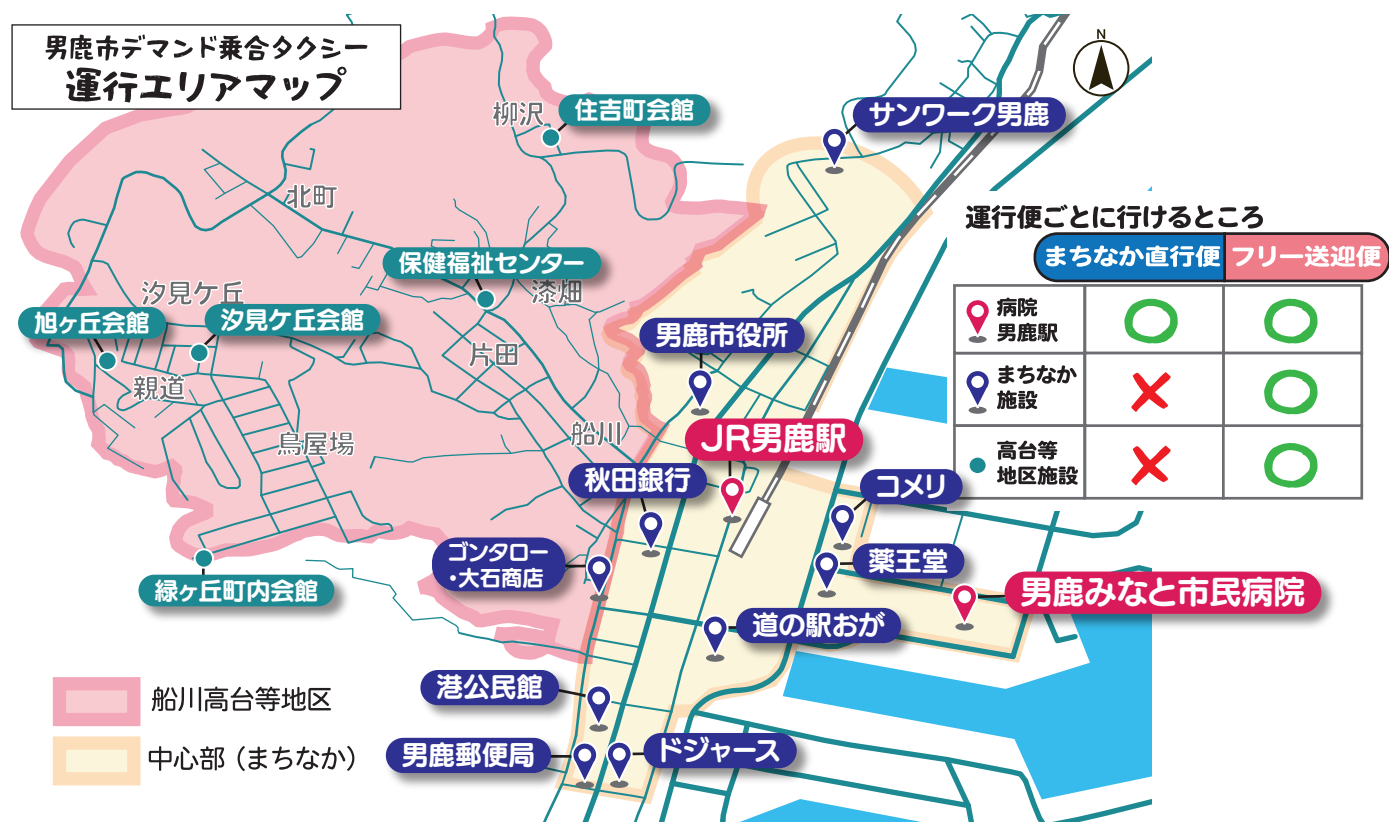 男鹿市デマンド乗合タクシー
運行エリアマップ
N
柳沢
住吉町会館
サンワーク男鹿
北町
運行便ごとに行けるところ
まちなか直行便
フリー送迎便
保健福祉センター
漆畑
汐見ケ丘
旭ヶ丘会館
汐見ケ丘会館
病院
男鹿駅
男鹿市役所
片田
親道
まちなか
施設
船川
鳥屋場
JR男鹿駅
高台等
地区施設
秋田銀行
コメリ
ゴンタロー
・大石商店
薬王堂
緑ヶ丘町内会館
男鹿みなと市民病院
道の駅おが
港公民館
船川高台等地区
男鹿郵便局
ドジャース
中心部（まちなか）